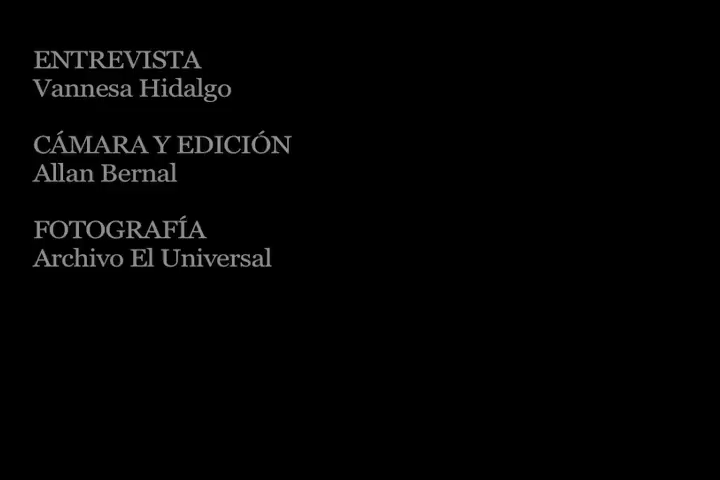 ENTREVISTA
Vannesa Hidalgo
CÁMARA Y EDICIÓN
Allan Bernal
FOTOGRAFÍA
Archivo El Universal